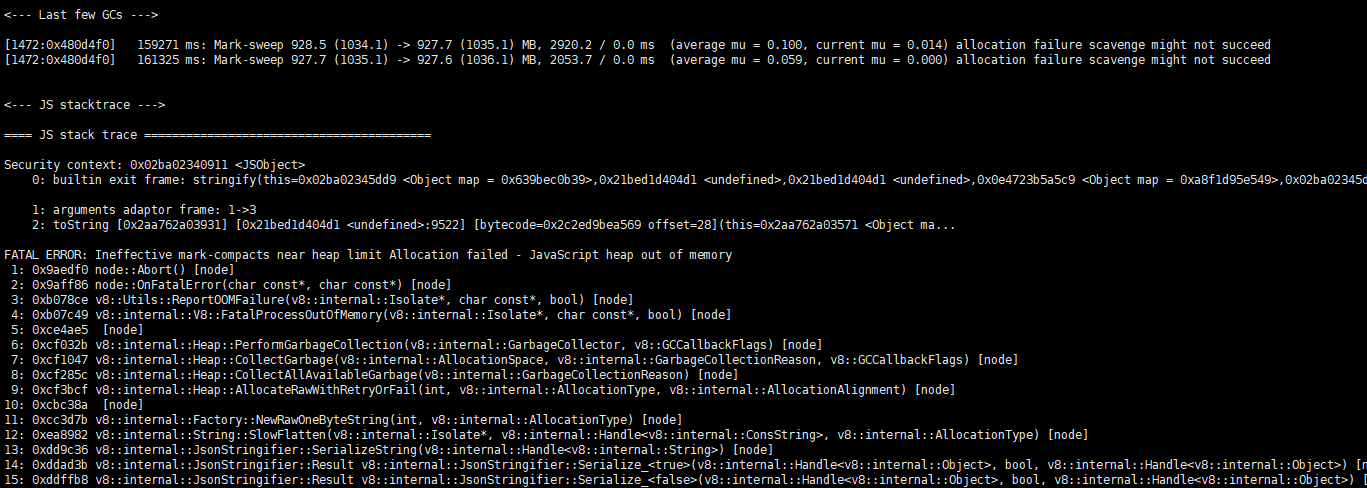 <--- Last few GCs --->
[1472:0x480d4f0]   159271 ms: Mark-sweep 928.5 (1034.1) -> 927.7 (1035.1) MB, 2920.2 / 0.0 ms  (average mu = 0.100, current mu = 0.014) allocation failure scavenge might not succeed
[1472:0x480d4f0]   161325 ms: Mark-sweep 927.7 (1035.1) -> 927.6 (1036.1) MB, 2053.7 / 0.0 ms  (average mu = 0.059, current mu = 0.000) allocation failure scavenge might not succeed
<--- JS stacktrace --->
==== JS stack trace =========================================
Security context: 0x02ba02340911 <JSObject>
    0: builtin exit frame: stringify(this=0x02ba02345dd9 <Object map = 0x639bec0b39>,0x21bed1d404d1 <undefined>,0x21bed1d404d1 <undefined>,0x0e4723b5a5c9 <Object map = 0xa8f1d95e549>,0x02ba02345d
    1: arguments adaptor frame: 1->3
    2: toString [0x2aa762a03931] [0x21bed1d404d1 <undefined>:9522] [bytecode=0x2c2ed9bea569 offset=28](this=0x2aa762a03571 <Object ma...
FATAL ERROR: Ineffective mark-compacts near heap limit Allocation failed - JavaScript heap out of memory
 1: 0x9aedf0 node::Abort() [node]
 2: 0x9aff86 node::OnFatalError(char const*, char const*) [node]
 3: 0xb078ce v8::Utils::ReportOOMFailure(v8::internal::Isolate*, char const*, bool) [node]
 4: 0xb07c49 v8::internal::V8::FatalProcessOutOfMemory(v8::internal::Isolate*, char const*, bool) [node]
 5: 0xce4ae5  [node]
 6: 0xcf032b v8::internal::Heap::PerformGarbageCollection(v8::internal::GarbageCollector, v8::GCCallbackFlags) [node]
 7: 0xcf1047 v8::internal::Heap::CollectGarbage(v8::internal::AllocationSpace, v8::internal::GarbageCollectionReason, v8::GCCallbackFlags) [node]
 8: 0xcf285c v8::internal::Heap::CollectAllAvailableGarbage(v8::internal::GarbageCollectionReason) [node]
 9: 0xcf3bcf v8::internal::Heap::AllocateRawWithRetryOrFail(int, v8::internal::AllocationType, v8::internal::AllocationAlignment) [node]
10: 0xcbc38a  [node]
11: 0xcc3d7b v8::internal::Factory::NewRawOneByteString(int, v8::internal::AllocationType) [node]
12: 0xea8982 v8::internal::String::SlowFlatten(v8::internal::Isolate*, v8::internal::Handle<v8::internal::ConsString>, v8::internal::AllocationType) [node]
13: 0xdd9c36 v8::internal::JsonStringifier::SerializeString(v8::internal::Handle<v8::internal::String>) [node]
14: 0xddad3b v8::internal::JsonStringifier::Result v8::internal::JsonStringifier::Serialize_<true>(v8::internal::Handle<v8::internal::Object>, bool, v8::internal::Handle<v8::internal::Object>) [n
15: 0xddffb8 v8::internal::JsonStringifier::Result v8::internal::JsonStringifier::Serialize_<false>(v8::internal::Handle<v8::internal::Object>, bool, v8::internal::Handle<v8::internal::Object>) [